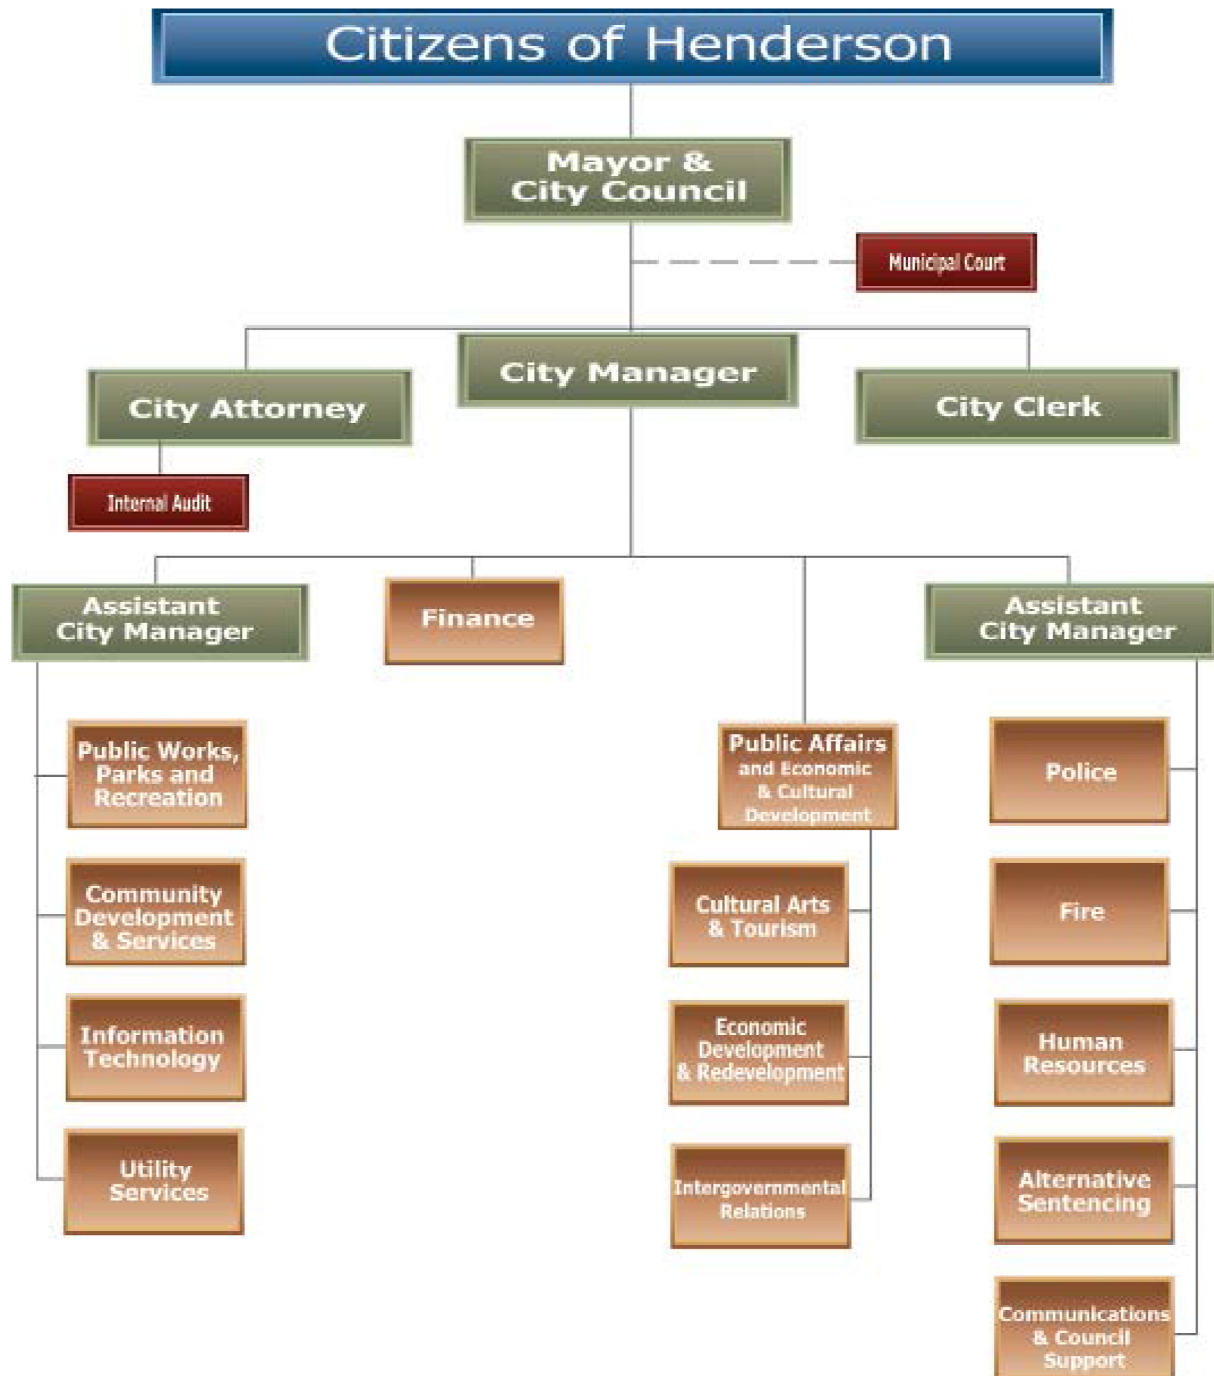 Citizens of Henderson
Mayor &
City Council
Municipal Court
City Manager
City Attorney
City Clerk
Internal Audit
Assistant
City Manager
Finance
Assistant
City Manager
Public Works,
Parks and
Recreation
Community
Development
& Services
Information
Technology
Utility
Services
Public Affairs
and Economic
& Cultural
Development
Cultural Arts
& Tourism
Economic
Development
& Redevelopment
Intergovernmental
Relations
Police
Fire
Human
Resources
Alternative
Sentencing
Communications
& Council
Support